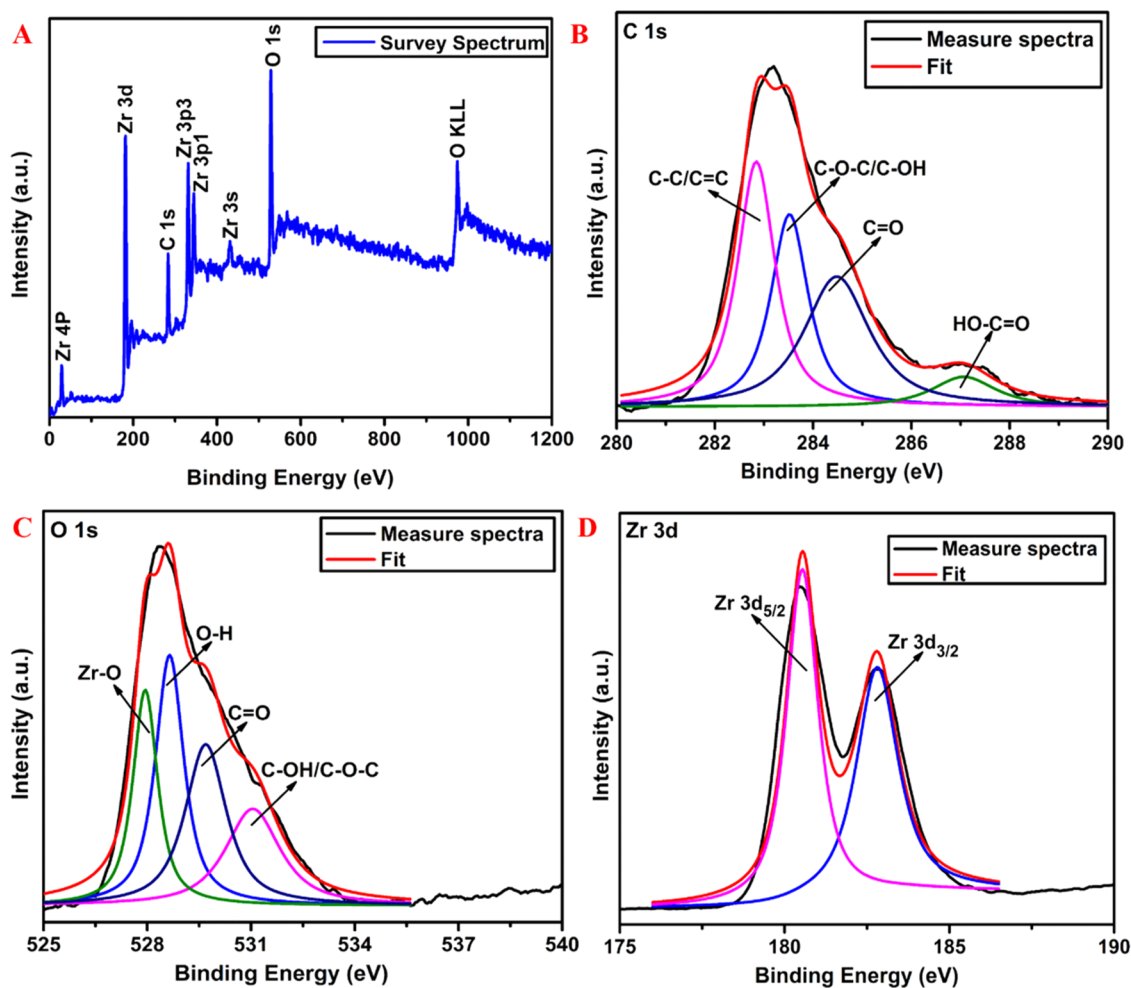 A
Survey Spectrum
Zr 4P
Zr 3d
C 1s
Zr 3p3
Zr 3p1
Zr 3s
O 1s
O KLL
Intensity (a.u.)
0 200 400 600 800 1000 1200
Binding Energy (eV)
B
C 1s
Measure spectra
Fit
C-C/C=C
C-O-C/C-OH
C=O
HO-C=O
Intensity (a.u.)
280 282 284 286 288 290
Binding Energy (eV)
C
O 1s
Measure spectra
Fit
Zr-O
O-H
C=O
C-OH/C-O-C
Intensity (a.u.)
525 528 531 534 537 540
Binding Energy (eV)
D
Zr 3d
Measure spectra
Fit
Zr 3d5/2
Zr 3d3/2
Intensity (a.u.)
175 180 185 190
Binding Energy (eV)